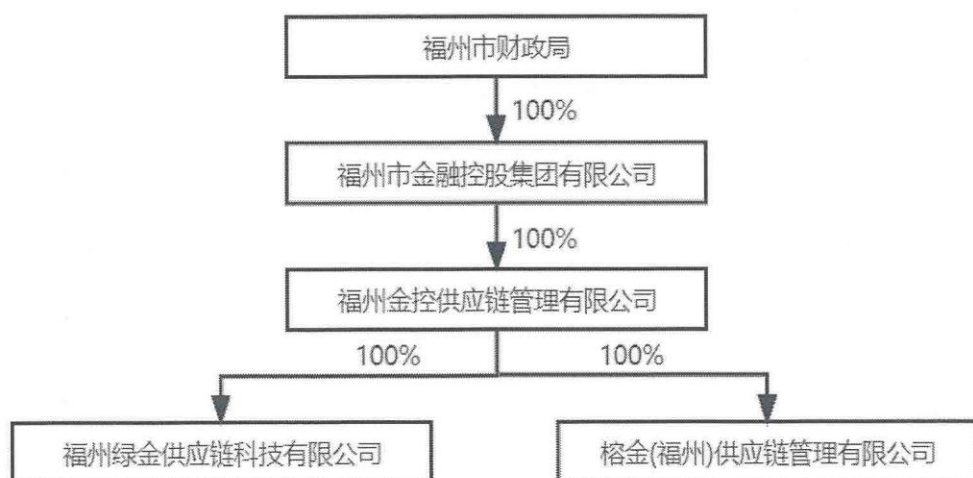 福州市财政局
100%
福州市金融控股集团有限公司
100%
福州金控供应链管理有限公司
100% 100%
福州绿金供应链科技有限公司 榕金(福州)供应链管理有限公司